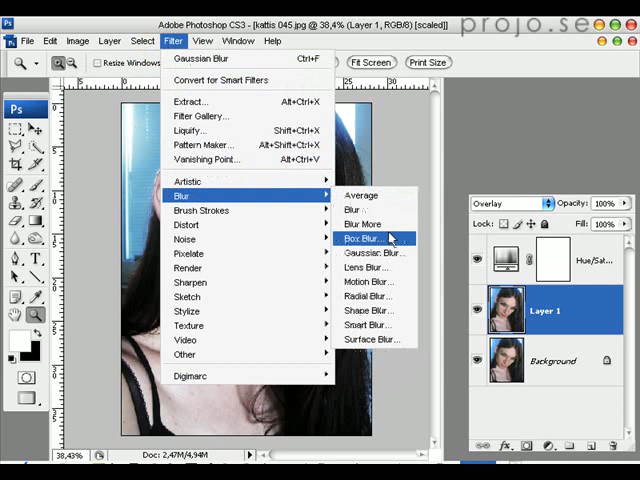 projo.se
Adobe Photoshop CS3 - [kattis 045.jpg @ 38,4% (Layer 1, RGB/8) [scaled]
File Edit Image Layer Select Filter View Window Help
Resize Windows
Fit Screen
Print Size
Gaussian Blur Ctrl+F
Convert for Smart Filters
Extract... Alt+Ctrl+X
Filter Gallery...
Liquify... Shift+Ctrl+X
Pattern Maker... Alt+Shift+Ctrl+X
Vanishing Point... Alt+Ctrl+V
Artistic
Blur
Brush Strokes
Distort
Noise
Pixelate
Render
Sharpen
Sketch
Stylize
Texture
Video
Other
Digimarc
Average
Blur
Blur More
Box Blur...
Gaussian Blur...
Lens Blur...
Motion Blur...
Radial Blur...
Shape Blur...
Smart Blur...
Surface Blur...
Ps
5
25
30
Overlay Opacity: 100%
Lock: Fill: 100%
Hue/Sat...
Layer 1
Background
38,43% Doc: 2,47M/4,94M